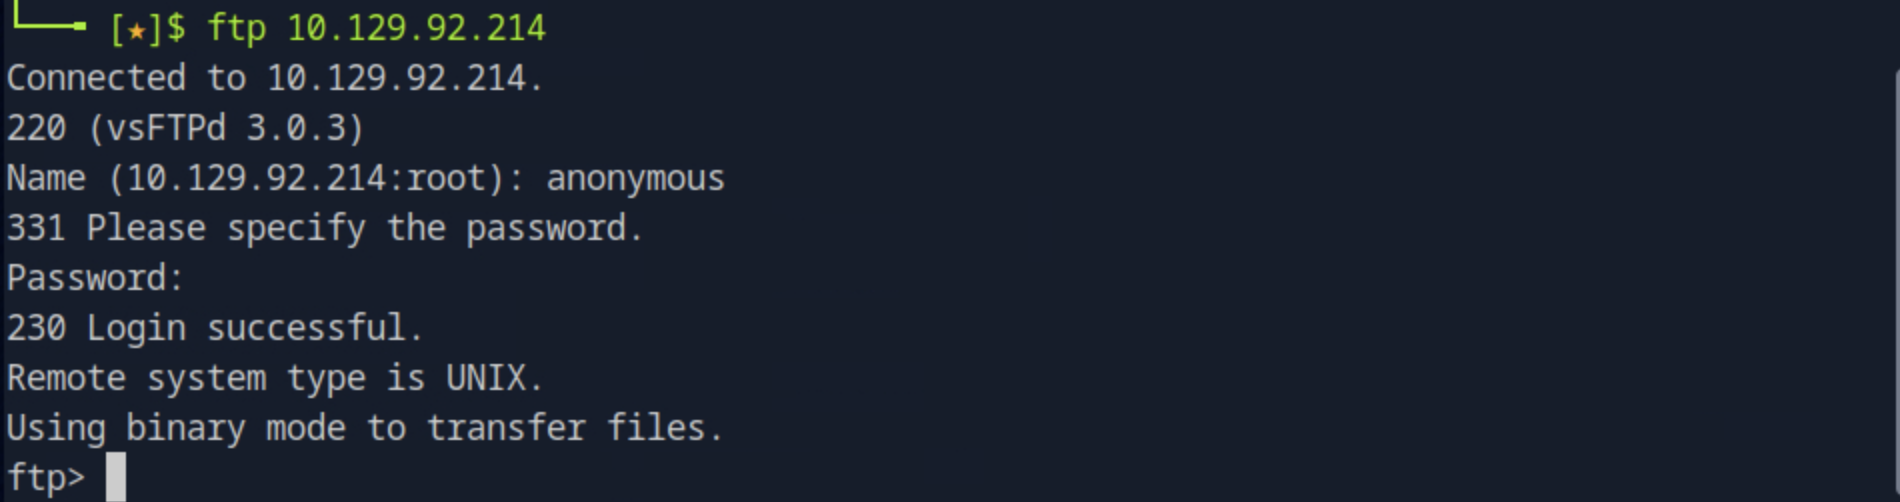 └──╼ [★]$ ftp 10.129.92.214
Connected to 10.129.92.214.
220 (vsFTPd 3.0.3)
Name (10.129.92.214:root): anonymous
331 Please specify the password.
Password:
230 Login successful.
Remote system type is UNIX.
Using binary mode to transfer files.
ftp>